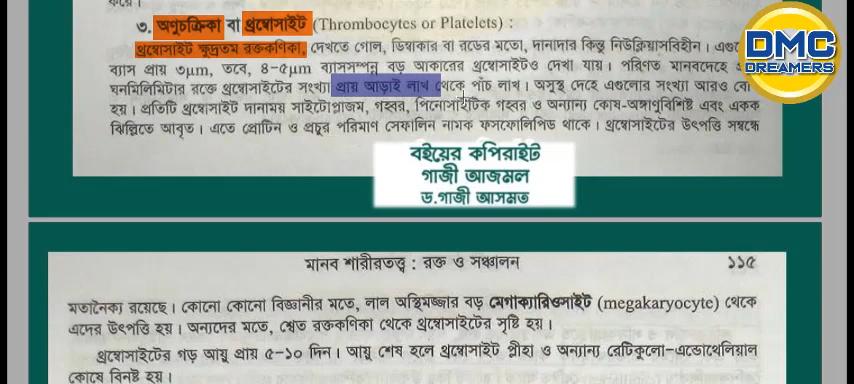 ৩. অণুচক্রিকা বা থ্রম্বোসাইট (Thrombocytes or Platelets) :
থ্রম্বোসাইট ক্ষুদ্রতম রক্তকণিকা, দেখতে গোল, ডিম্বাকার বা রডের মতো, দানাদার কিন্তু নিউক্লিয়াসবিহীন। এগু
ব্যাস প্রায় ৩μm, তবে, ৪-৫μm ব্যাসসম্পন্ন বড় আকারের থ্রম্বোসাইটও দেখা যায়। পরিণত মানবদেহে
ঘনমিলিমিটার রক্তে থ্রম্বোসাইটের সংখ্যা প্রায় আড়াই লাখ থেকে পাঁচ লাখ। অসুস্থ দেহে এগুলোর সংখ্যা আরও বে
হয়। প্রতিটি থ্রম্বোসাইট দানাময় সাইটোপ্লাজম, গহ্বর, পিনোসাইটিক গহ্বর ও অন্যান্য কোষ-অঙ্গাণুবিশিষ্ট এবং একক
ঝিল্লিতে আবৃত। এতে প্রোটিন ও প্রচুর পরিমাণ সেফালিন নামক ফসফোলিপিড থাকে। থ্রম্বোসাইটের উৎপত্তি সম্বন্ধে
DMC
DREAMERS
বইয়ের কপিরাইট
গাজী আজমল
ড.গাজী আসমত
মানব শারীরতত্ত্ব : রক্ত ও সঞ্চালন ১১৫
মতানৈক্য রয়েছে। কোনো কোনো বিজ্ঞানীর মতে, লাল অস্থিমজ্জার বড় মেগাক্যারিওসাইট (megakaryocyte) থেকে
এদের উৎপত্তি হয়। অন্যদের মতে, শ্বেত রক্তকণিকা থেকে থ্রম্বোসাইটের সৃষ্টি হয়।
থ্রম্বোসাইটের গড় আয়ু প্রায় ৫-১০ দিন। আয়ু শেষ হলে থ্রম্বোসাইট প্লীহা ও অন্যান্য রেটিকুলো-এন্ডোথেলিয়াল
কোষে বিনষ্ট হয়।